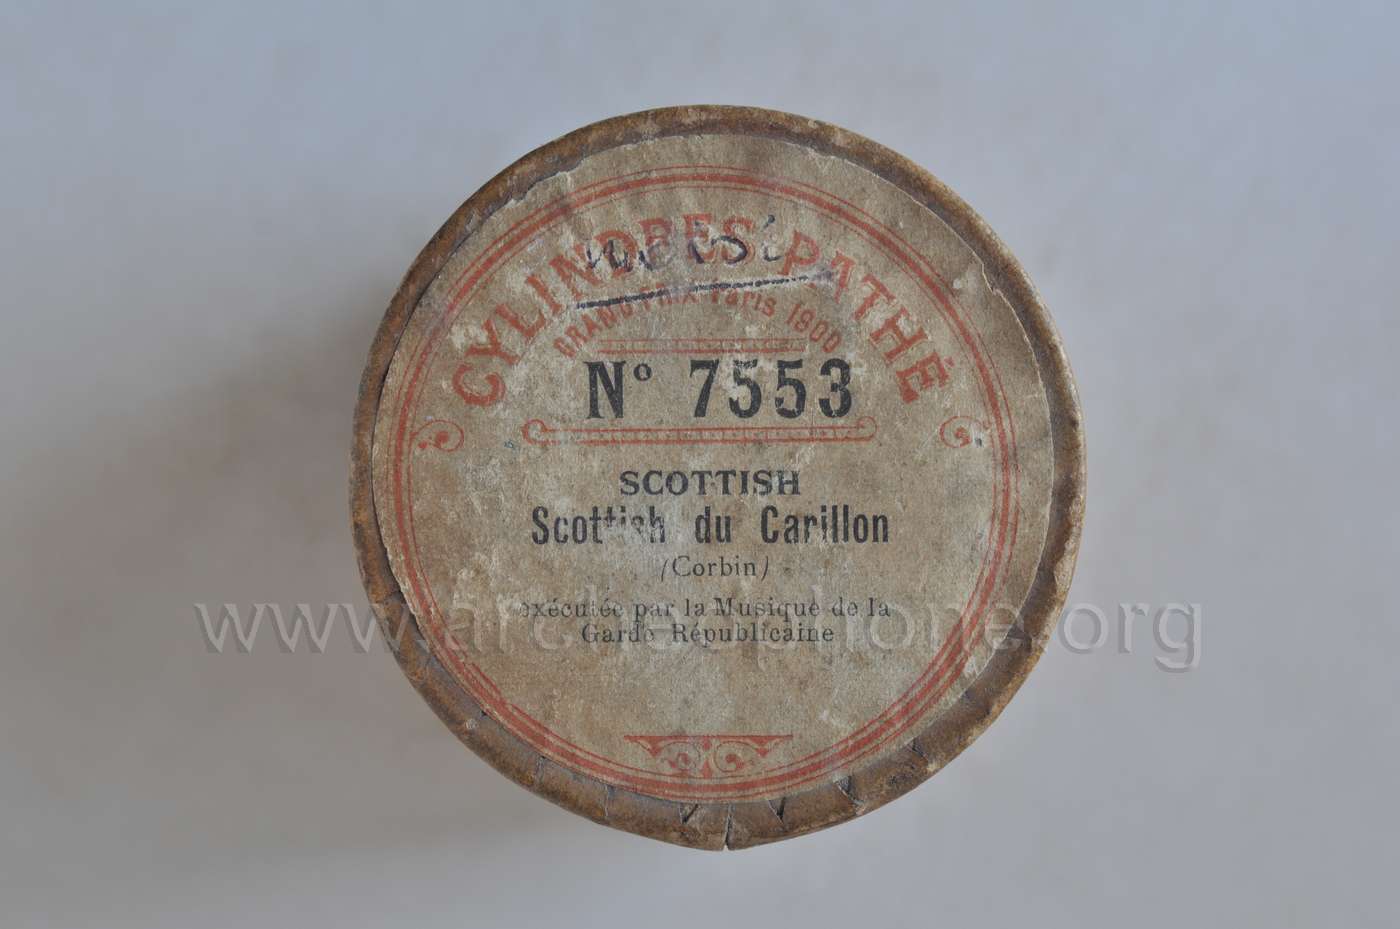 CYLINDRES PATHÉ
GRAND PRIX Paris 1900
Nº 7553
SCOTTISH
Scottish du Carillon
(Corbin)
exécutée par la Musique de la
Garde Républicaine
www.archeophone.org